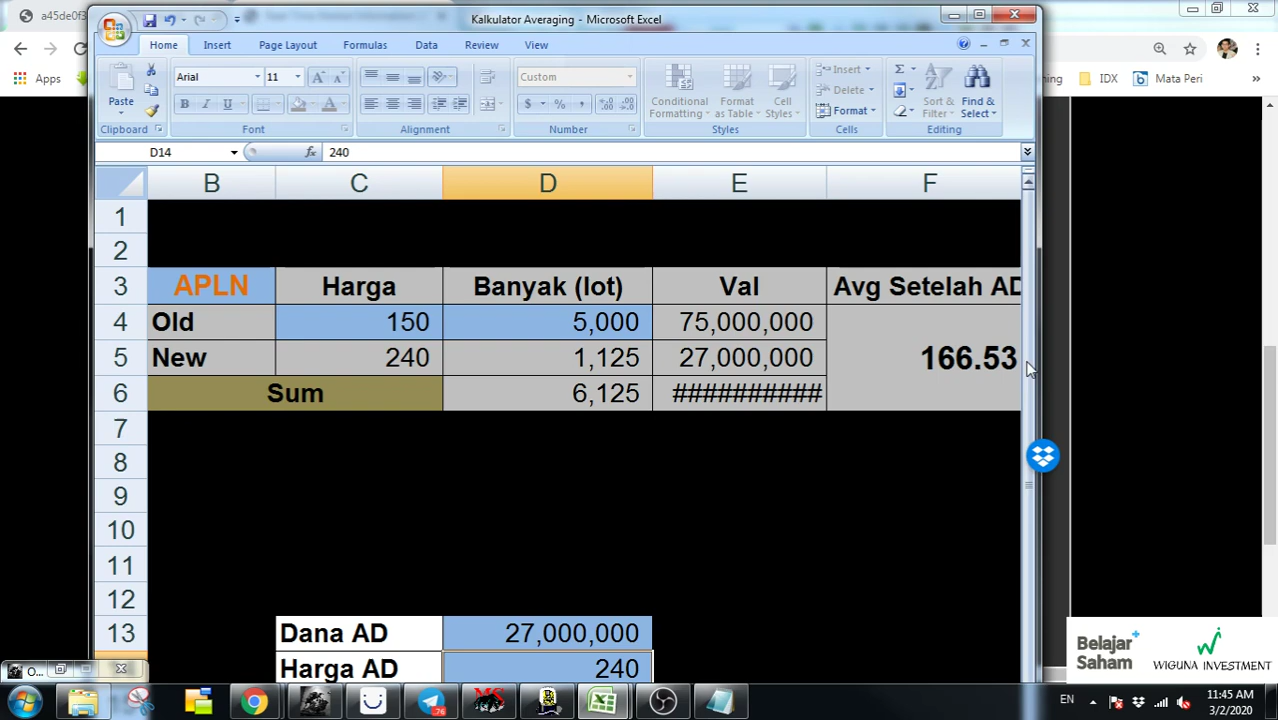 a45de0f3
Kalkulator Averaging - Microsoft Excel
Home Insert Page Layout Formulas Data Review View
Apps
IDX
Mata Peri
»
Paste
Arial 11
B I U
Custom
$ % ,
Conditional Formatting
Format as Table
Cell Styles
Insert
Delete
Format
Σ
Sort & Filter
Find & Select
Clipboard Font Alignment Number Styles Cells Editing
D14 fx 240
B C D E F
1
2
3 APLN Harga Banyak (lot) Val Avg Setelah AD
4 Old 150 5,000 75,000,000
5 New 240 1,125 27,000,000 166.53
6 Sum 6,125 ##########
7
8
9
10
11
12
13 Dana AD 27,000,000
Harga AD 240
Belajar+
Saham
WIGUNA INVESTMENT
O...
76
MS
EN
11:45 AM
3/2/2020